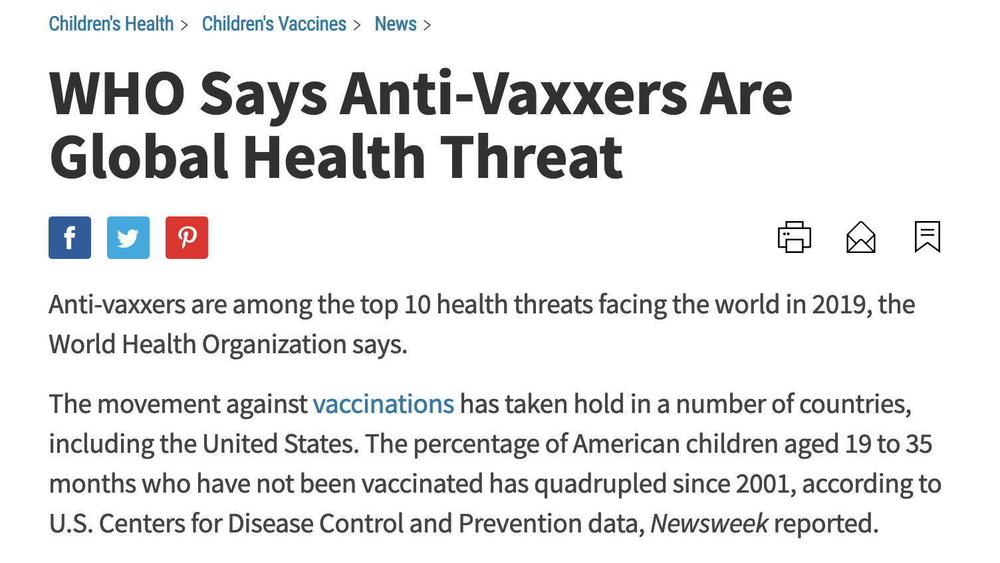 Children's Health > Children's Vaccines > News >
WHO Says Anti-Vaxxers Are
Global Health Threat
Anti-vaxxers are among the top 10 health threats facing the world in 2019, the
World Health Organization says.
The movement against vaccinations has taken hold in a number of countries,
including the United States. The percentage of American children aged 19 to 35
months who have not been vaccinated has quadrupled since 2001, according to
U.S. Centers for Disease Control and Prevention data, Newsweek reported.